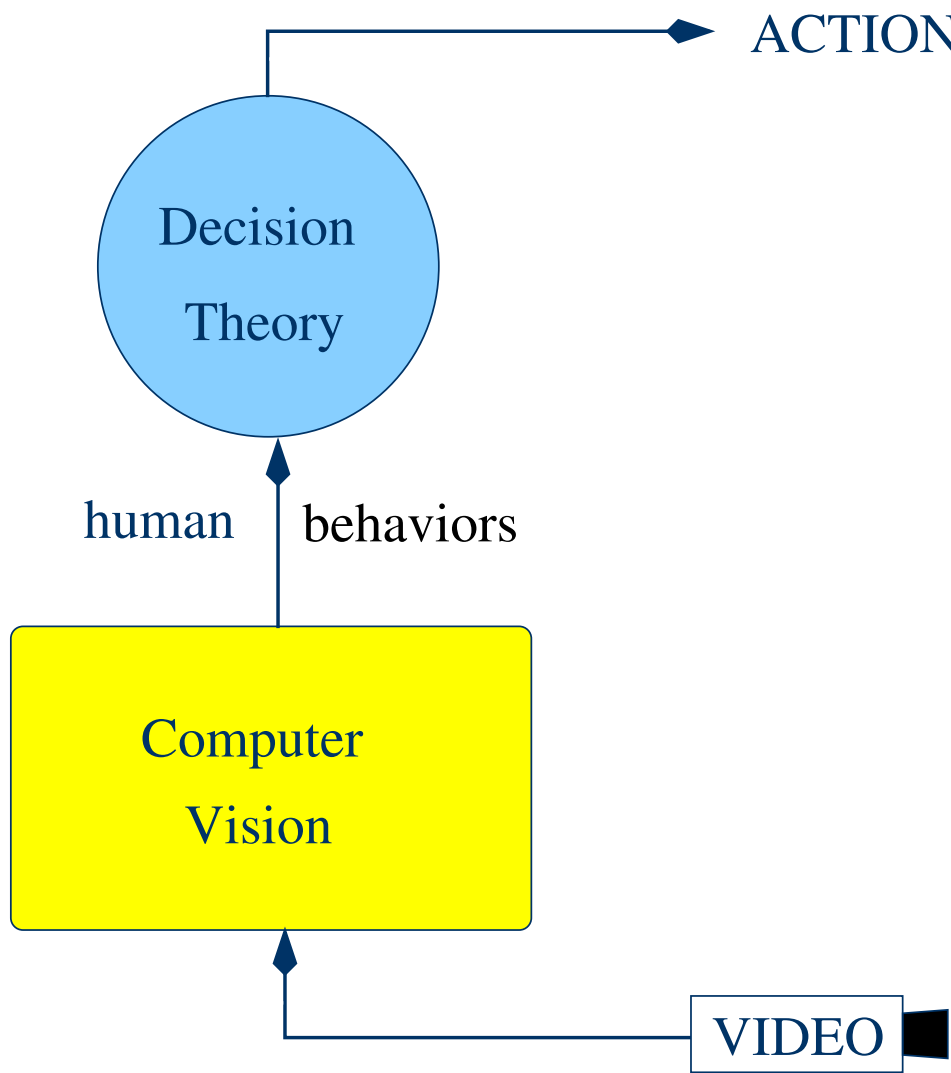 ACTION
Decision
Theory
human behaviors
Computer
Vision
VIDEO